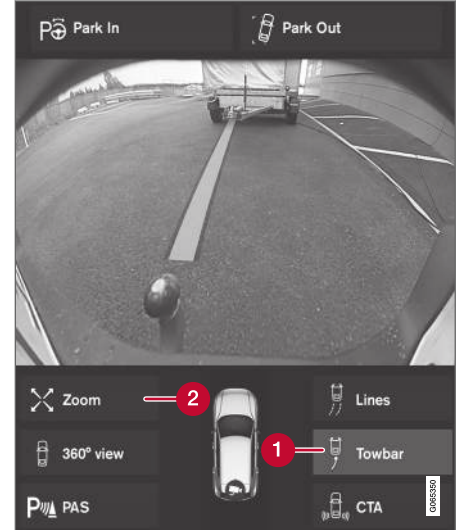 P Park In
Park Out
Zoom
2
Lines
360° view
1
Towbar
P PAS
CTA
G065350